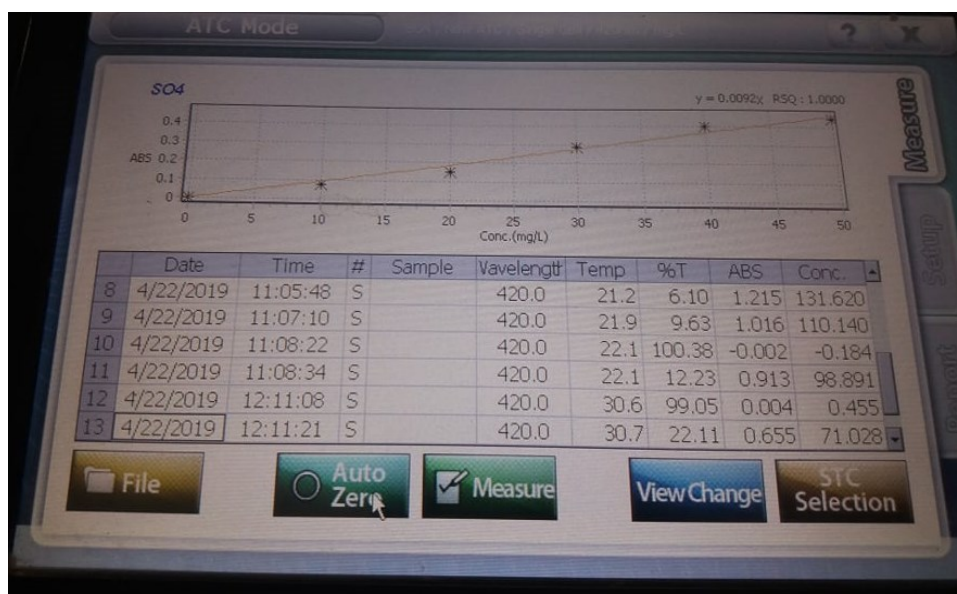 ATC Mode
? X
SO4
y = 0.0092x RSQ : 1.0000
Measure
0.4
0.3
ABS 0.2
0.1
0
0 5 10 15 20 25 30 35 40 45 50
Conc.(mg/L)
Setup
Date Time # Sample Wavelengtt Temp %T ABS Conc.
8 4/22/2019 11:05:48 S 420.0 21.2 6.10 1.215 131.620
9 4/22/2019 11:07:10 S 420.0 21.9 9.63 1.016 110.140
10 4/22/2019 11:08:22 S 420.0 22.1 100.38 -0.002 -0.184
11 4/22/2019 11:08:34 S 420.0 22.1 12.23 0.913 98.891
12 4/22/2019 12:11:08 S 420.0 30.6 99.05 0.004 0.455
13 4/22/2019 12:11:21 S 420.0 30.7 22.11 0.655 71.028
File
Auto
Zero
Measure
View Change
STC
Selection